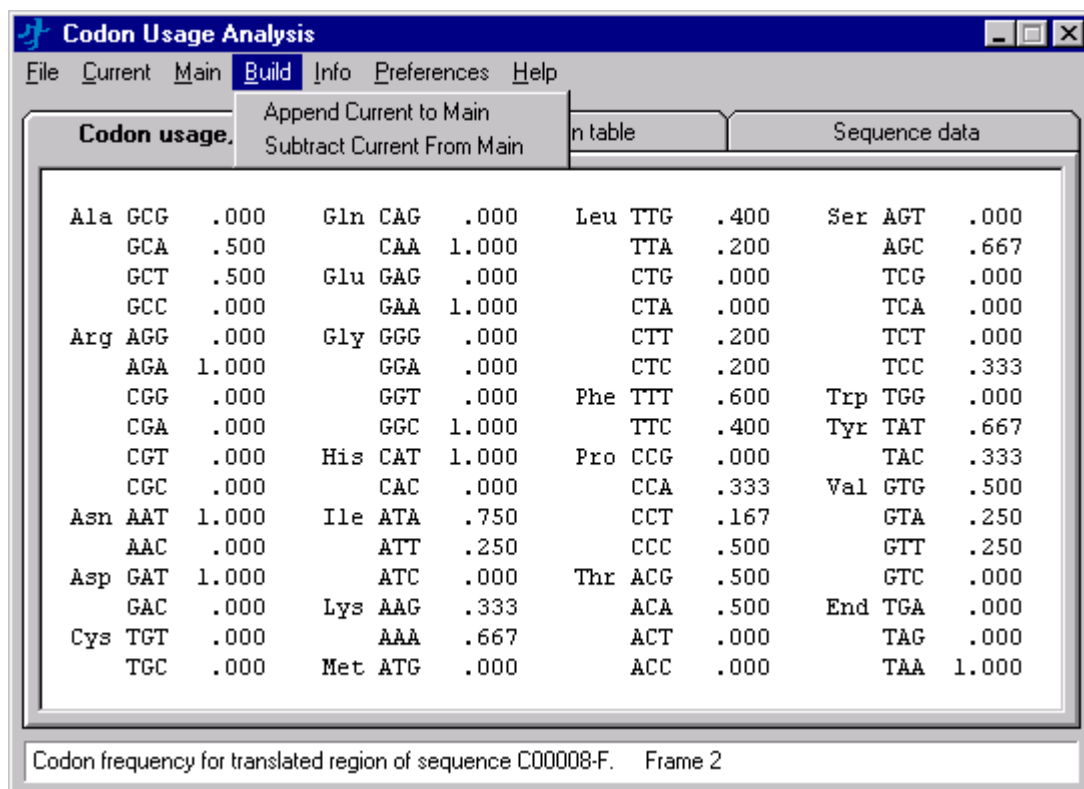 Codon Usage Analysis
File Current Main Build Info Preferences Help
Append Current to Main
Subtract Current From Main
Codon usage, n table Sequence data
Ala GCG .000 Gln CAG .000 Leu TTG .400 Ser AGT .000
GCA .500 CAA 1.000 TTA .200 AGC .667
GCT .500 Glu GAG .000 CTG .000 TCG .000
GCC .000 GAA 1.000 CTA .000 TCA .000
Arg AGG .000 Gly GGG .000 CTT .200 TCT .000
AGA 1.000 GGA .000 CTC .200 TCC .333
CGG .000 GGT .000 Phe TTT .600 Trp TGG .000
CGA .000 GGC 1.000 TTC .400 Tyr TAT .667
CGT .000 His CAT 1.000 Pro CCG .000 TAC .333
CGC .000 CAC .000 CCA .333 Val GTG .500
Asn AAT 1.000 Ile ATA .750 CCT .167 GTA .250
AAC .000 ATT .250 CCC .500 GTT .250
Asp GAT 1.000 ATC .000 Thr ACG .500 GTC .000
GAC .000 Lys AAG .333 ACA .500 End TGA .000
Cys TGT .000 AAA .667 ACT .000 TAG .000
TGC .000 Met ATG .000 ACC .000 TAA 1.000
Codon frequency for translated region of sequence C00008-F. Frame 2